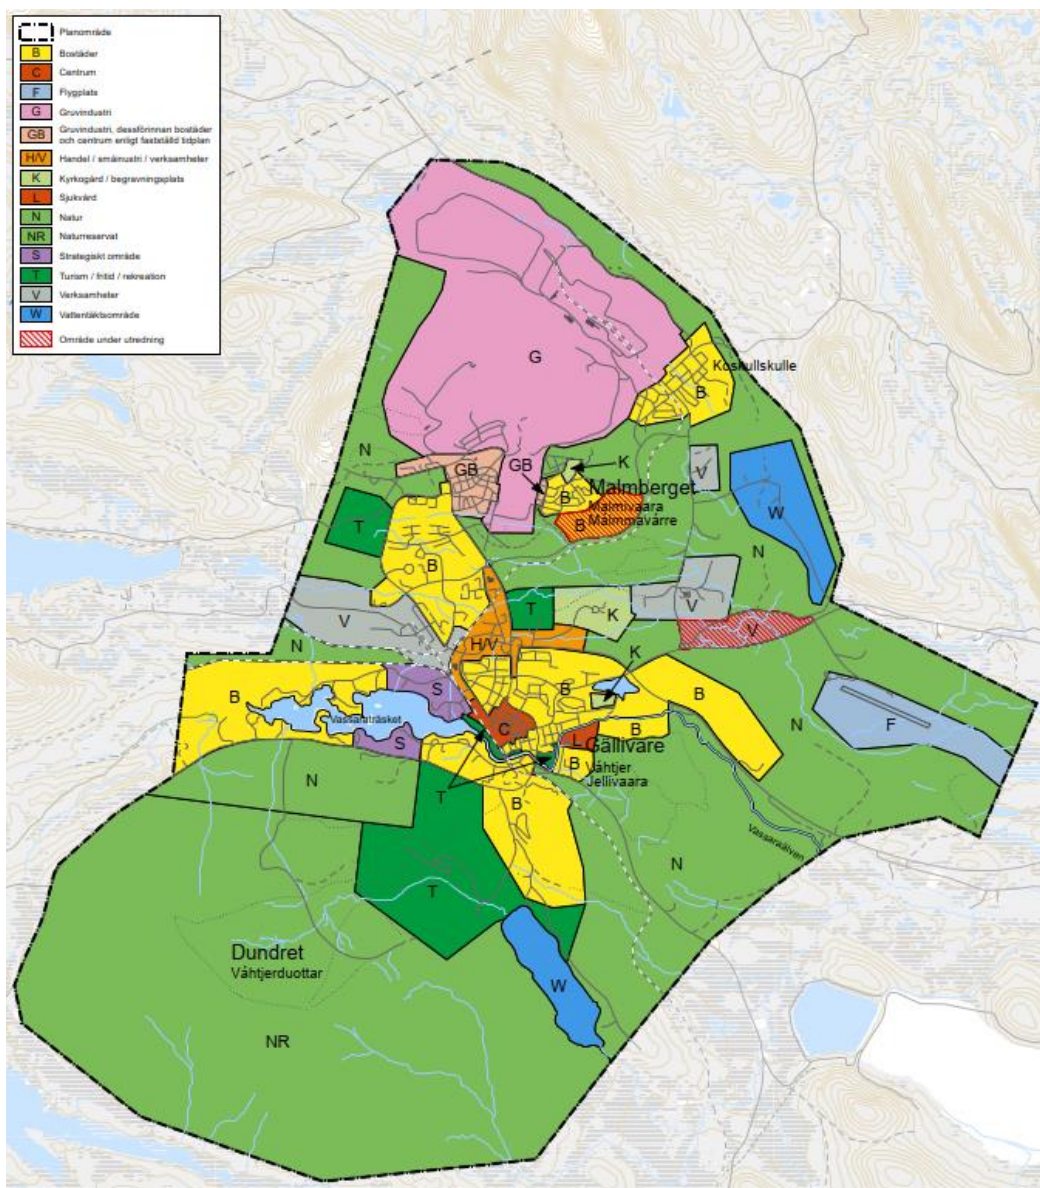 Planområde
B Bostäder
C Centrum
F Flygplats
G Gruvindustri
GB Gruvindustri, dessförinnan bostäder
och centrum enligt fastställd tidplan
H/V Handel / småinustri / verksamheter
K Kyrkogård / begravningsplats
L Sjukvård
N Natur
NR Naturreservat
S Strategiskt område
T Turism / fritid / rekreation
V Verksamheter
W Vattentäktsområde
Område under utredning
G
Koskullskulle
B
N
GB
GB
K
V
B
Malmberget
Malmivaara
Malmmavárre
B
W
T
N
B
V
T
K
V
V
N
H/V
K
B
S
B
B
N
F
Vassaraträsket
C
B
S
L
Gällivare
Váhtjer
Jellivaara
B
N
T
B
Vassaraälven
N
T
Dundret
Váhtjerduottar
W
NR